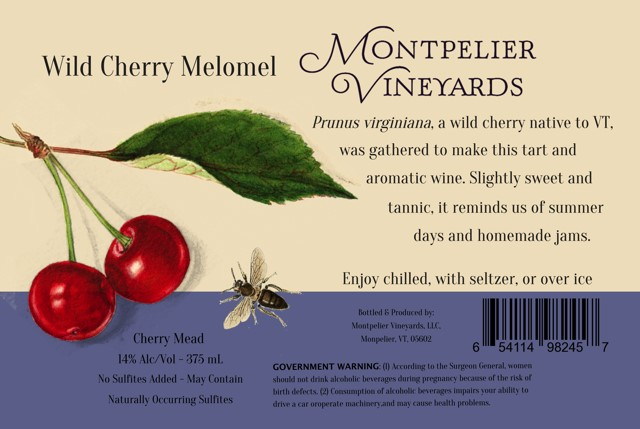 Wild Cherry Melomel
MONTPELIER
VINEYARDS
Prunus virginiana, a wild cherry native to VT,
was gathered to make this tart and
aromatic wine. Slightly sweet and
tannic, it reminds us of summer
days and homemade jams.
Enjoy chilled, with seltzer, or over ice
Cherry Mead
14% Alc/Vol - 375 mL
No Sulfites Added - May Contain
Naturally Occurring Sulfites
Bottled & Produced by:
Montpelier Vineyards, LLC,
Monpelier, VT, 05602
6 54114 98245 7
GOVERNMENT WARNING: (1) According to the Surgeon General, women
should not drink alcoholic beverages during pregnancy because of the risk of
birth defects. (2) Consumption of alcoholic beverages impairs your ability to
drive a car oroperate machinery,and may cause health problems.